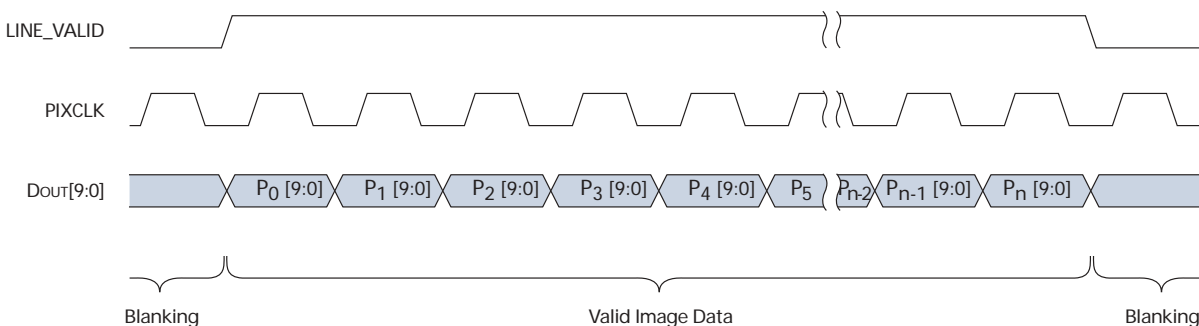 LINE_VALID
PIXCLK
DOUT[9:0]
P0 [9:0] P1 [9:0] P2 [9:0] P3 [9:0] P4 [9:0] P5 Pn-2 Pn-1 [9:0] Pn [9:0]
Blanking Valid Image Data Blanking